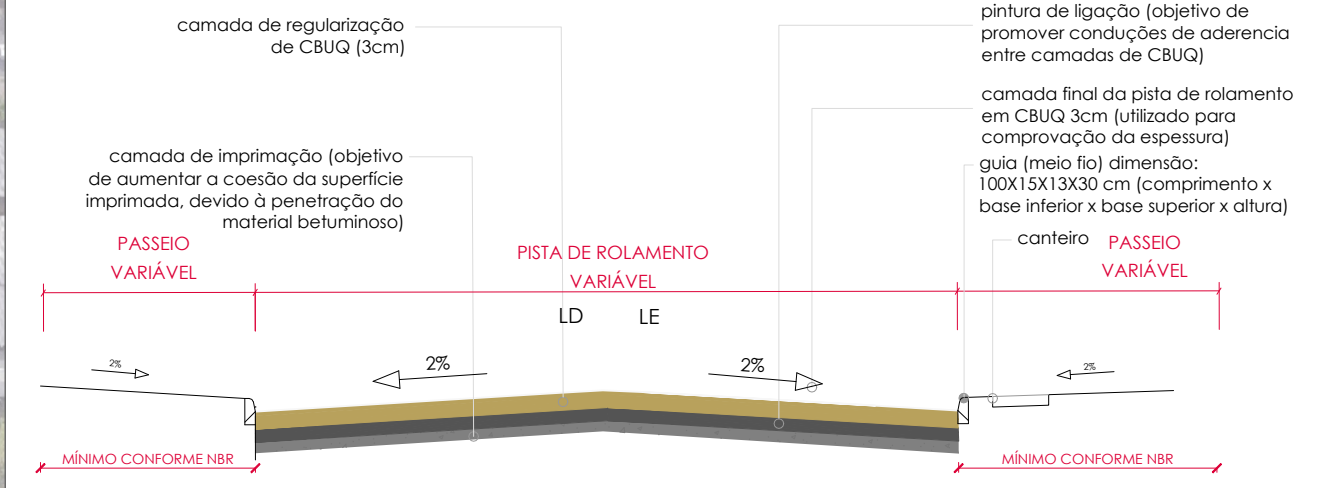 camada de regularização
de CBUQ (3cm)
pintura de ligação (objetivo de
promover conduções de aderencia
entre camadas de CBUQ)
camada final da pista de rolamento
em CBUQ 3cm (utilizado para
comprovação da espessura)
camada de imprimação (objetivo
de aumentar a coesão da superfície
imprimada, devido à penetração do
material betuminoso)
guia (meio fio) dimensão:
100X15X13X30 cm (comprimento x
base inferior x base superior x altura)
canteiro
PASSEIO
VARIÁVEL
PISTA DE ROLAMENTO
VARIÁVEL
PASSEIO
VARIÁVEL
LD
LE
2%
2%
2%
2%
MÍNIMO CONFORME NBR
MÍNIMO CONFORME NBR